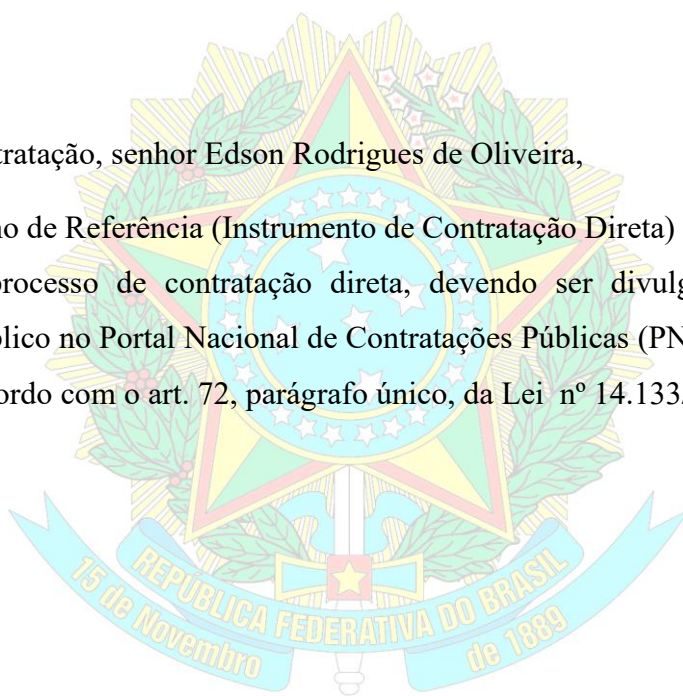 tratação, senhor Edson Rodrigues de Oliveira,
no de Referência (Instrumento de Contratação Direta)
processo de contratação direta, devendo ser divulg
blico no Portal Nacional de Contratações Públicas (PN
ordo com o art. 72, parágrafo único, da Lei nº 14.133
REPÚBLICA FEDERATIVA DO BRASIL
15 de Novembro
de 1889